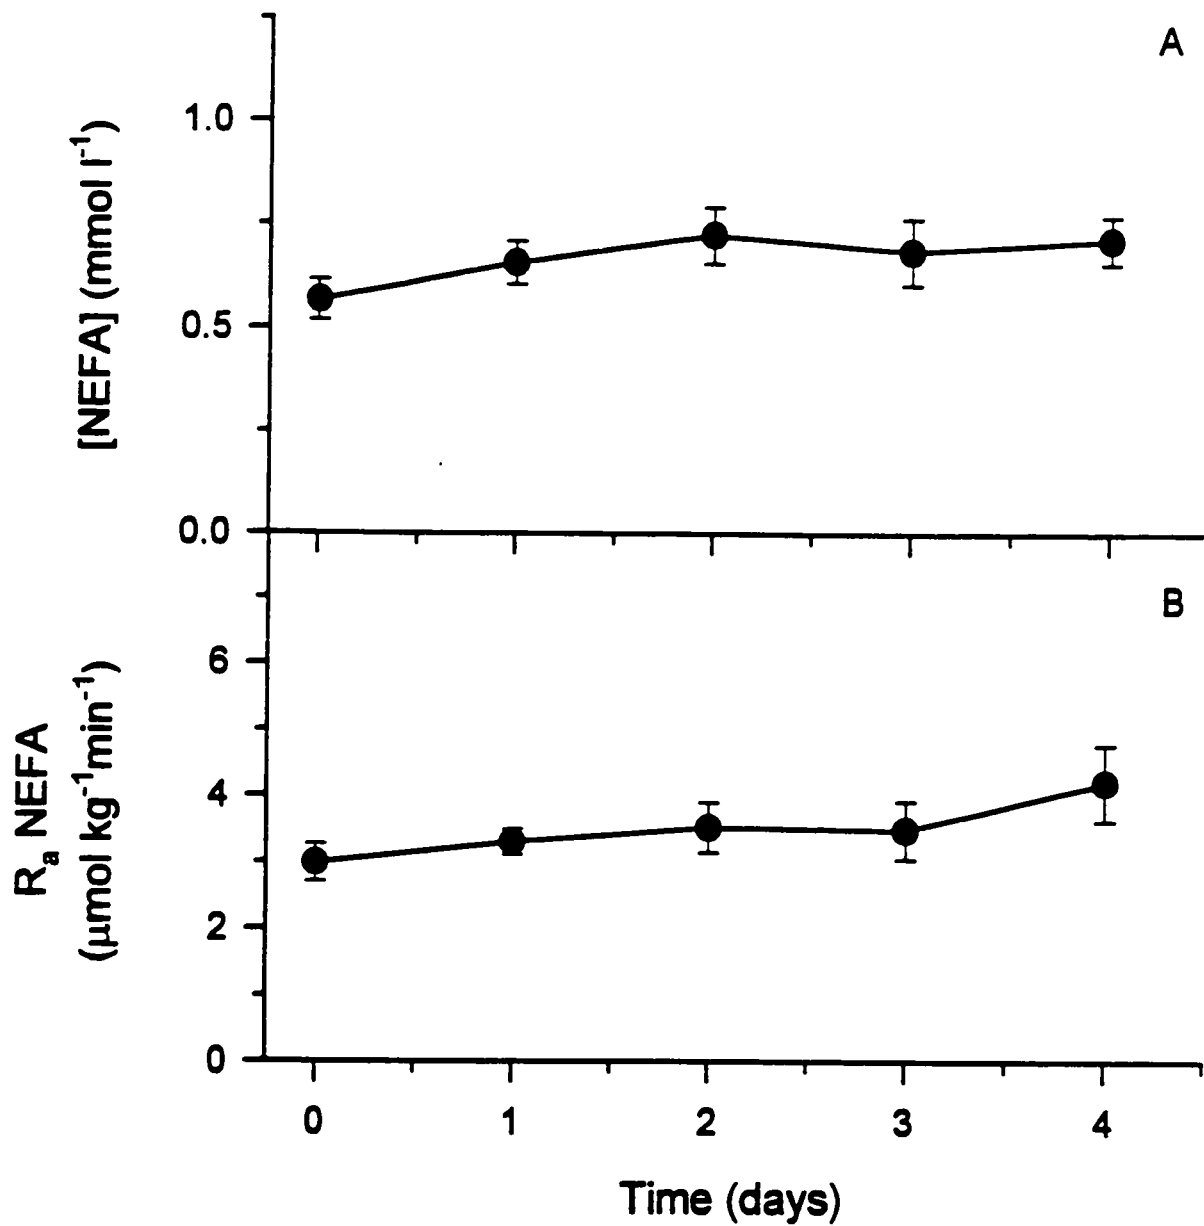 A
1.0
0.5
0.0
[NEFA] (mmol l⁻¹)
B
6
4
2
0
Rₐ NEFA
(µmol kg⁻¹min⁻¹)
0 1 2 3 4
Time (days)